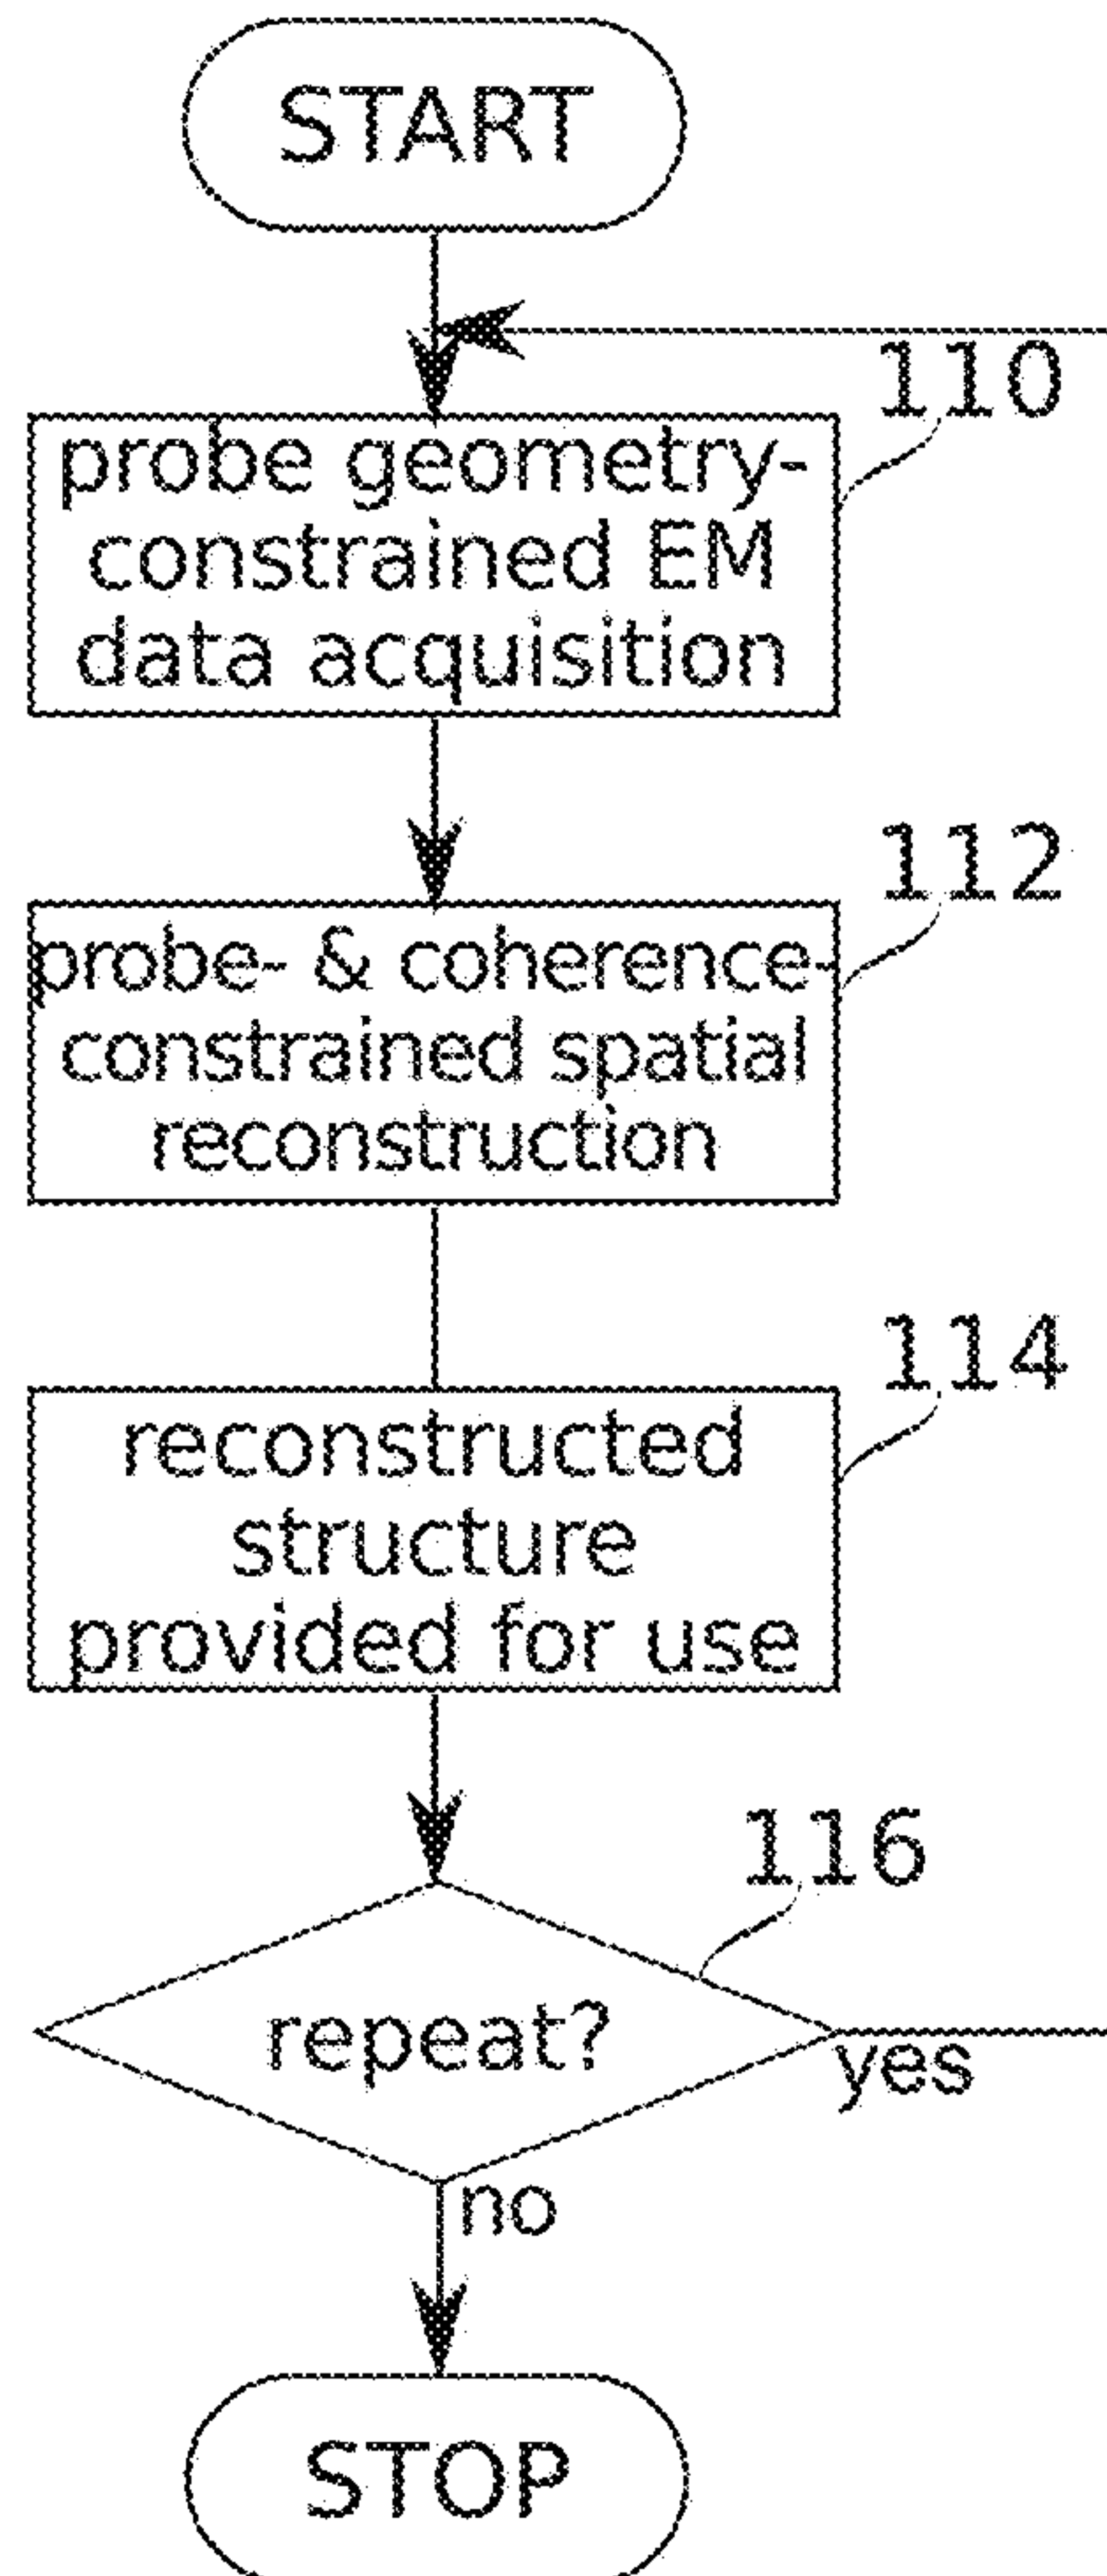 START
110
probe geometry-
constrained EM
data acquisition
112
probe- & coherence-
constrained spatial
reconstruction
114
reconstructed
structure
provided for use
116
repeat?
yes
no
STOP